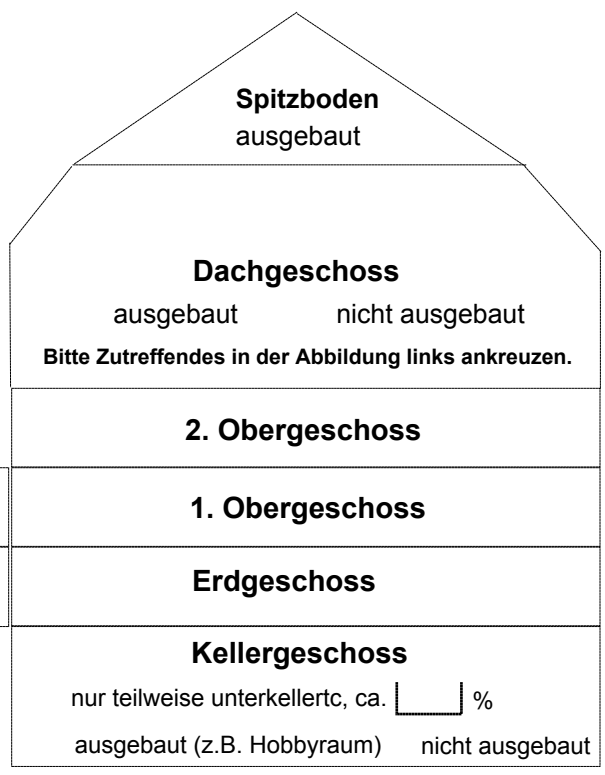 Spitzboden
ausgebaut
Dachgeschoss
ausgebaut nicht ausgebaut
Bitte Zutreffendes in der Abbildung links ankreuzen.
2. Obergeschoss
1. Obergeschoss
Erdgeschoss
Kellergeschoss
nur teilweise unterkellertc, ca. %
ausgebaut (z.B. Hobbyraum) nicht ausgebaut